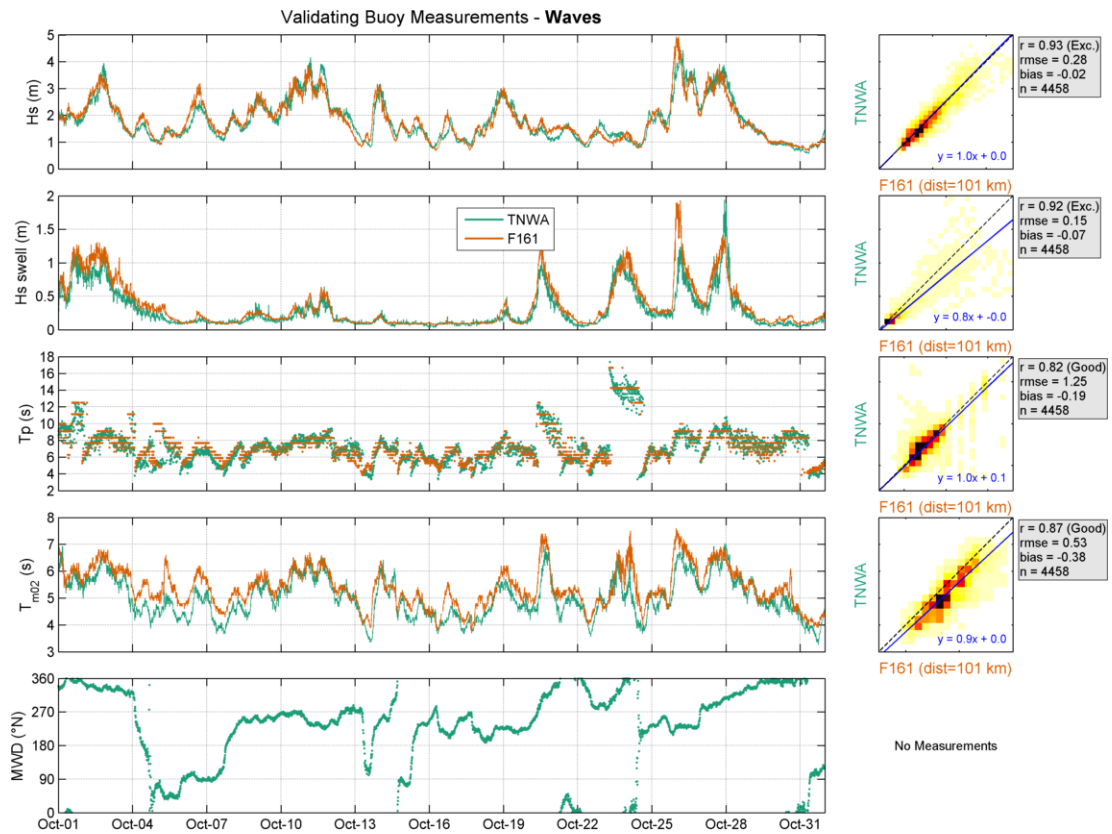 Validating Buoy Measurements - Waves
Hs (m)
5
4
3
2
1
0
TNWA
y = 1.0x + 0.0
F161 (dist=101 km)
r = 0.93 (Exc.)
rmse = 0.28
bias = -0.02
n = 4458
Hs swell (m)
2
1.5
1
0.5
0
TNWA
F161
TNWA
y = 0.8x + -0.0
F161 (dist=101 km)
r = 0.92 (Exc.)
rmse = 0.15
bias = -0.07
n = 4458
Tp (s)
18
16
14
12
10
8
6
4
2
TNWA
y = 1.0x + 0.1
F161 (dist=101 km)
r = 0.82 (Good)
rmse = 1.25
bias = -0.19
n = 4458
Tm02 (s)
8
7
6
5
4
3
TNWA
y = 0.9x + 0.0
F161 (dist=101 km)
r = 0.87 (Good)
rmse = 0.53
bias = -0.38
n = 4458
MWD (°N)
360
270
180
90
0
Oct-01 Oct-04 Oct-07 Oct-10 Oct-13 Oct-16 Oct-19 Oct-22 Oct-25 Oct-28 Oct-31
No Measurements